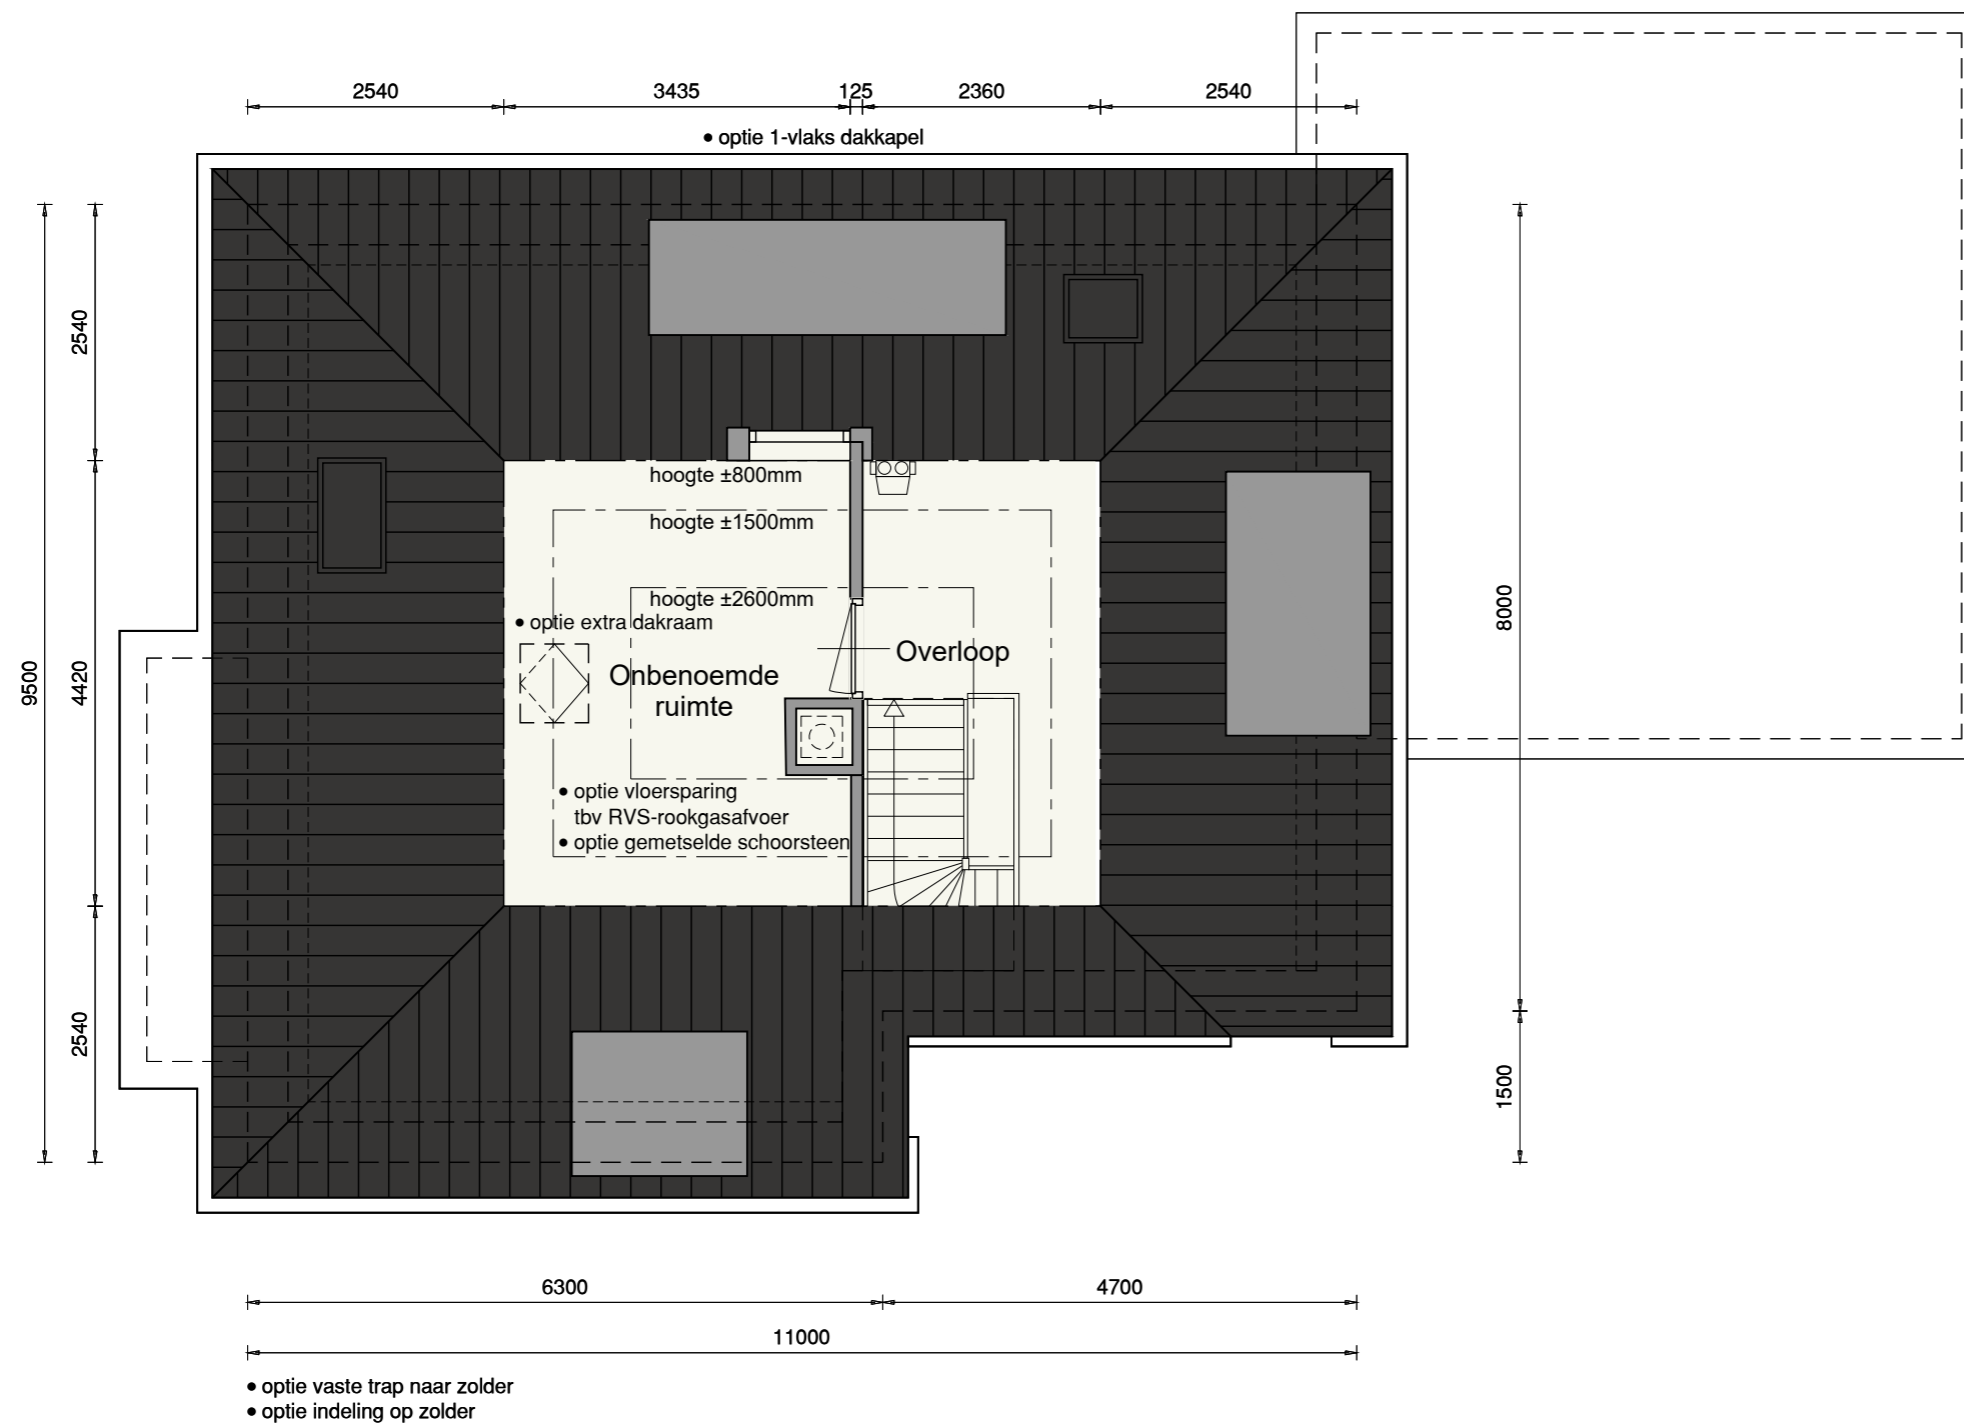 2540
3435
125
2360
2540
• optie 1-vlaks dakkapel
9500
2540
4420
2540
hoogte ±800mm
hoogte ±1500mm
hoogte ±2600mm
• optie extra dakraam
Overloop
Onbenoemde
ruimte
• optie vloersparing
tbv RVS-rookgasafvoer
• optie gemetselde schoorsteen
8000
1500
6300
4700
11000
• optie vaste trap naar zolder
• optie indeling op zolder